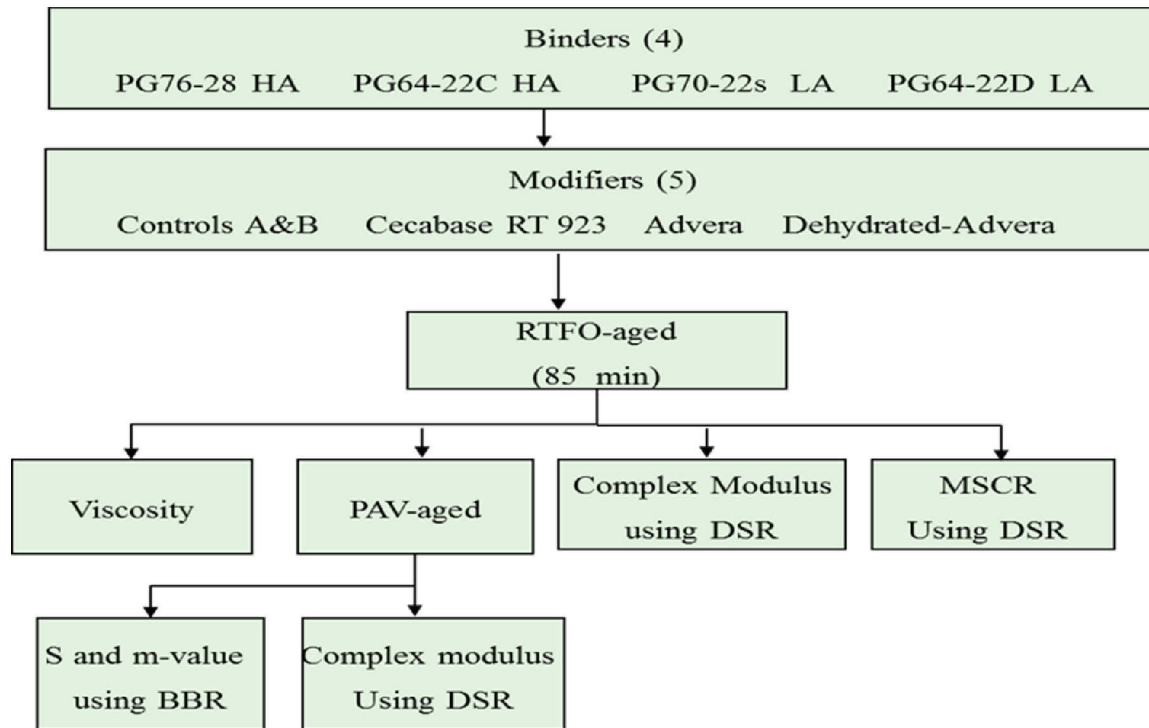 Binders (4)
PG76-28 HA PG64-22C HA PG70-22s LA PG64-22D LA
Modifiers (5)
Controls A&B Cecabase RT 923 Advera Dehydrated-Advera
RTFO-aged
(85 min)
Viscosity
PAV-aged
Complex Modulus
using DSR
MSCR
Using DSR
S and m-value
using BBR
Complex modulus
Using DSR